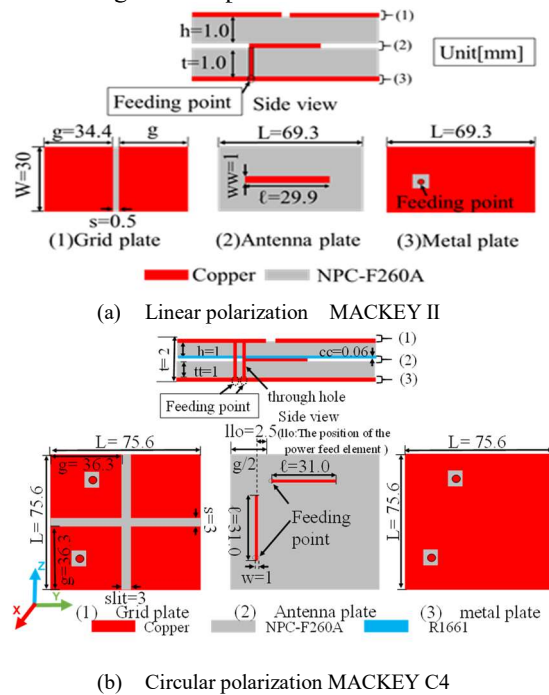 (1)
h=1.0
(2)
t=1.0
(3)
Unit[mm]
Feeding point
Side view
g=34.4
g
L=69.3
L=69.3
W=30
ww=1
ℓ=29.9
Feeding point
s=0.5
(1)Grid plate
(2)Antenna plate
(3)Metal plate
Copper
NPC-F260A
(a) Linear polarization MACKEY II
(1)
t=2
h=1
cc=0.06
(2)
tt=1
(3)
through hole
Feeding point
Side view
L= 75.6
llo=2.5
(llo:The position of the
power feed element )
L= 75.6
g= 36.3
g/2
ℓ=31.0
L= 75.6
s=3
ℓ=31.0
Feeding
point
L= 75.6
g=36.3
Z
Y
X
slit=3
w=1
(1) Grid plate
(2) Antenna plate
(3) metal plate
Copper
NPC-F260A
R1661
(b) Circular polarization MACKEY C4